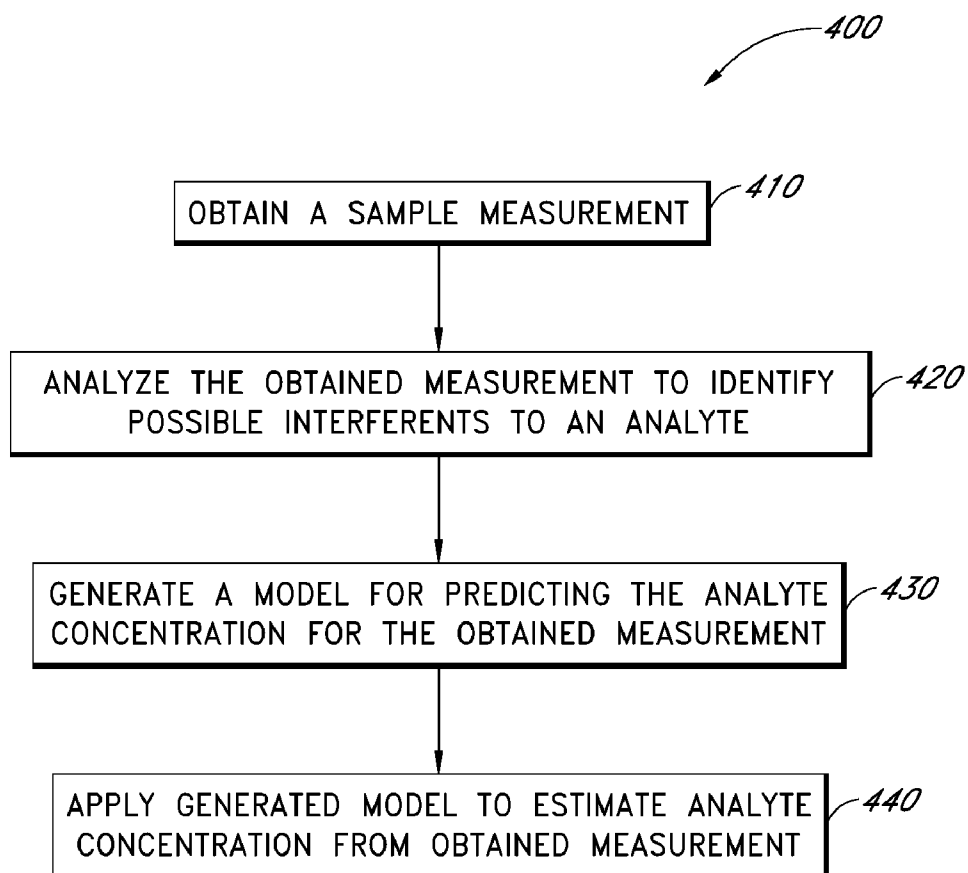 400
OBTAIN A SAMPLE MEASUREMENT
410
ANALYZE THE OBTAINED MEASUREMENT TO IDENTIFY
POSSIBLE INTERFERENTS TO AN ANALYTE
420
GENERATE A MODEL FOR PREDICTING THE ANALYTE
CONCENTRATION FOR THE OBTAINED MEASUREMENT
430
APPLY GENERATED MODEL TO ESTIMATE ANALYTE
CONCENTRATION FROM OBTAINED MEASUREMENT
440